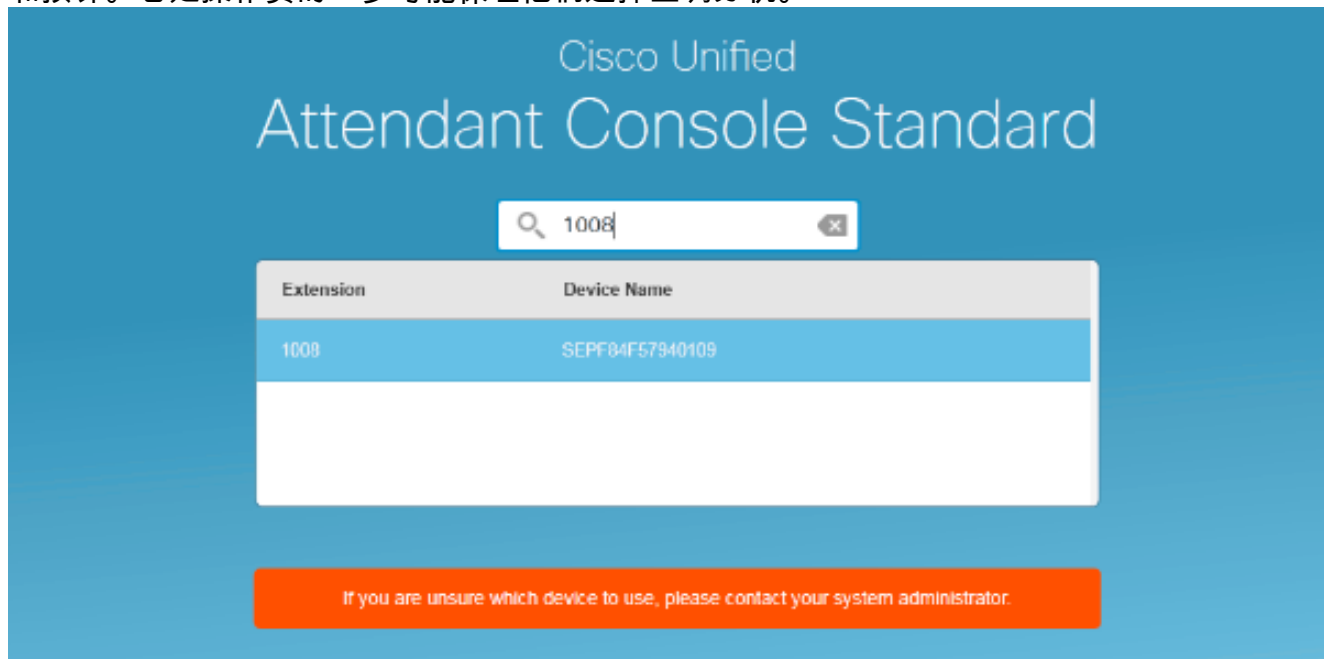 Cisco Unified
Attendant Console Standard
1008
Extension Device Name
1008 SEPF84F57940109
If you are unsure which device to use, please contact your system administrator.